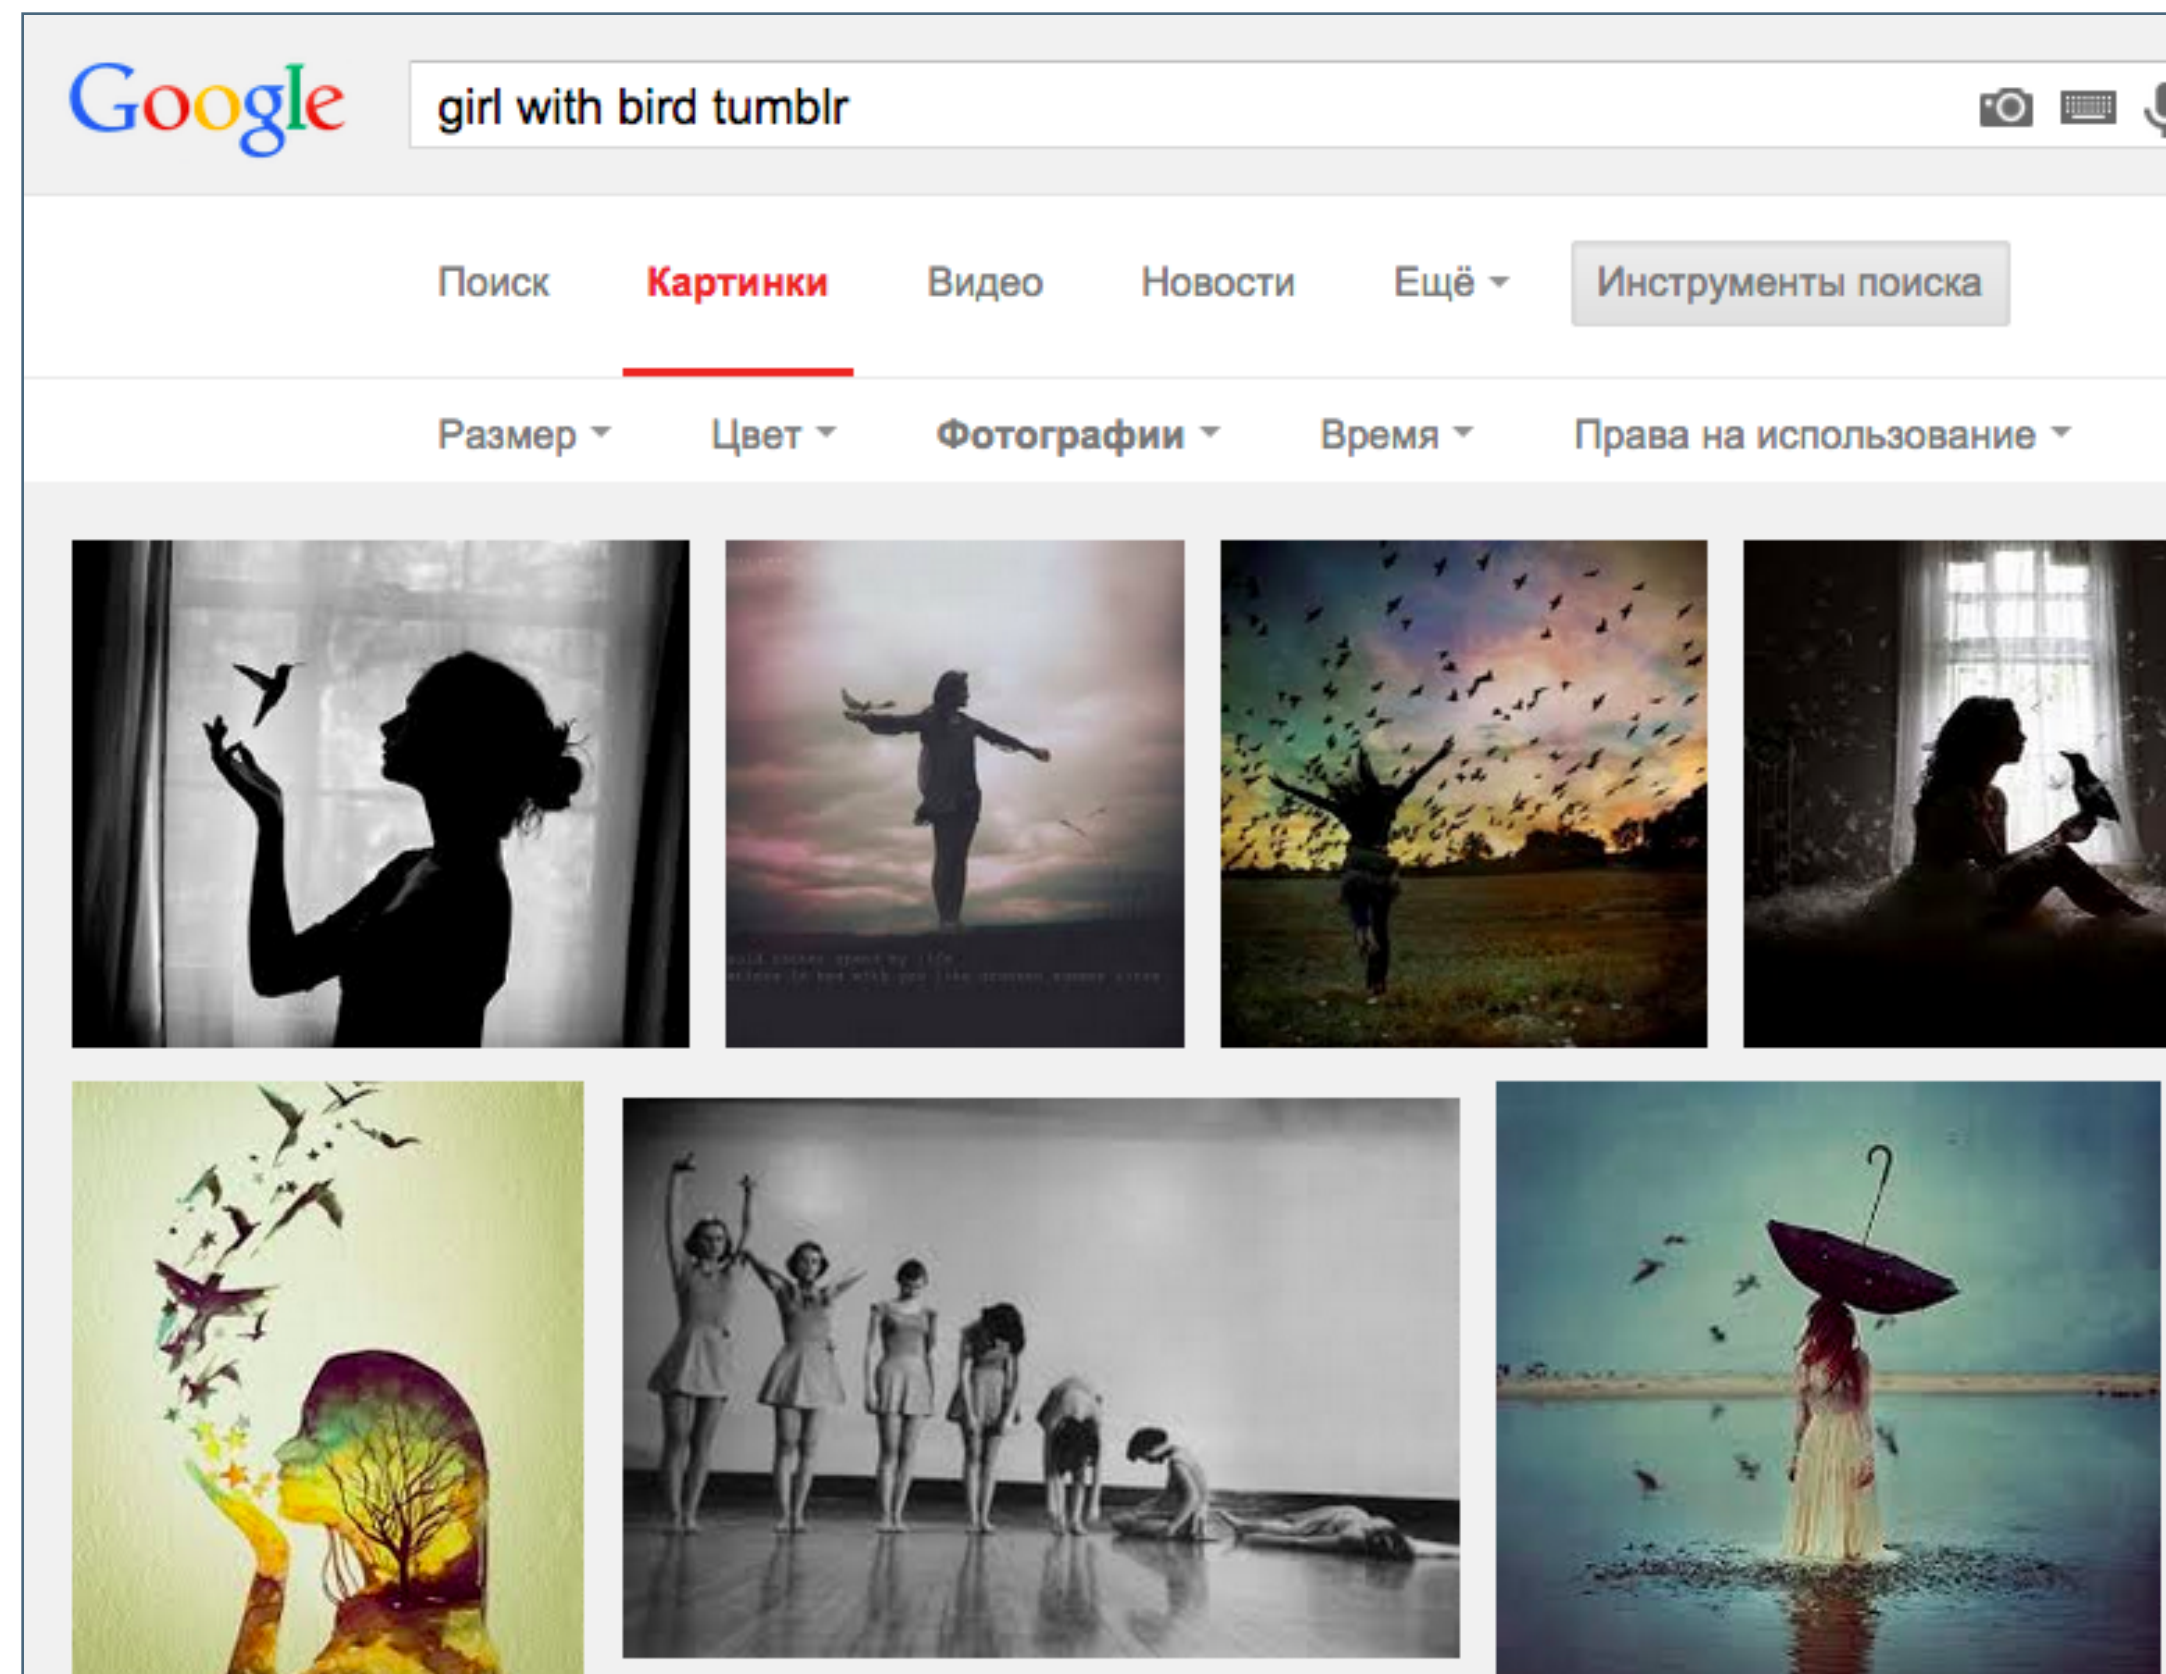 Google girl with bird tumblr
Поиск Картинки Видео Новости Ещё Инструменты поиска
Размер Цвет Фотографии Время Права на использование